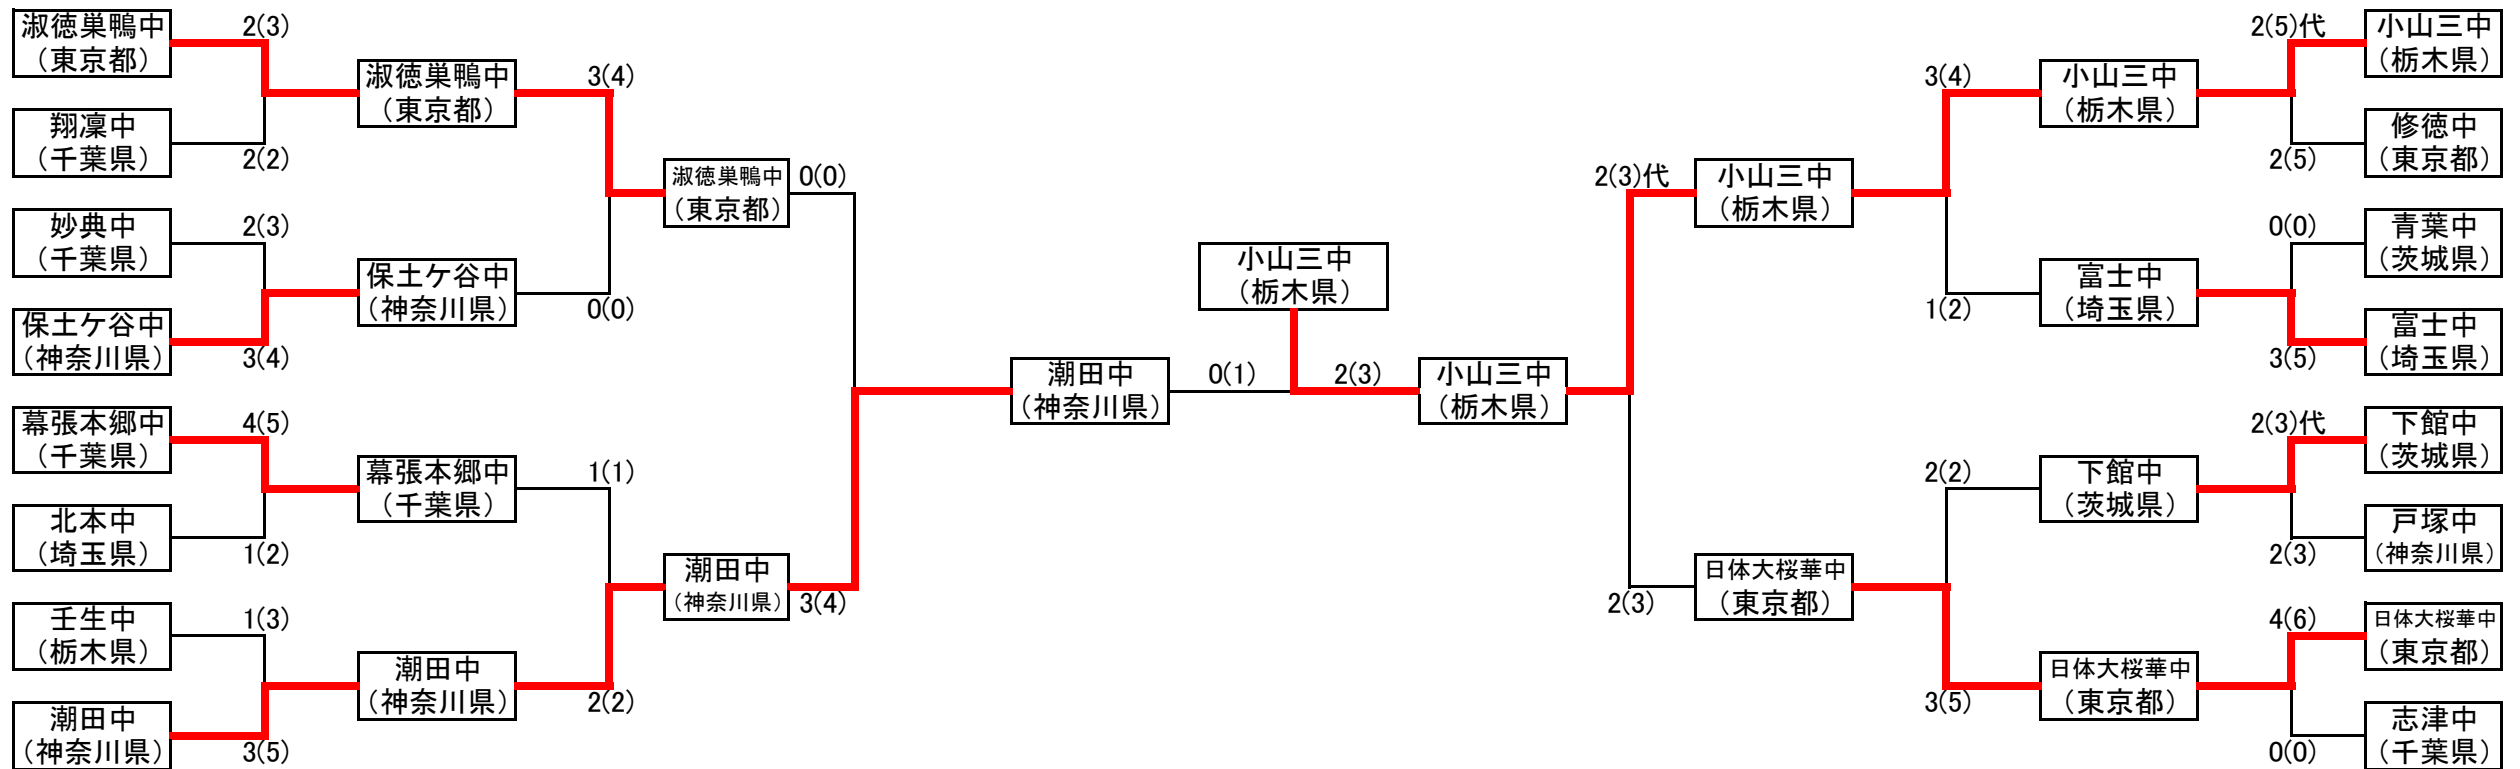 淑徳巣鴨中
（東京都）
2(3)
翔凜中
（千葉県）
2(2)
妙典中
（千葉県）
2(3)
保土ケ谷中
（神奈川県）
3(4)
幕張本郷中
（千葉県）
4(5)
北本中
（埼玉県）
1(2)
壬生中
（栃木県）
1(3)
潮田中
（神奈川県）
3(5)
淑徳巣鴨中
（東京都）
3(4)
保土ケ谷中
（神奈川県）
0(0)
幕張本郷中
（千葉県）
1(1)
潮田中
（神奈川県）
2(2)
淑徳巣鴨中
（東京都）
0(0)
潮田中
（神奈川県）
3(4)
潮田中
（神奈川県）
0(1)
小山三中
（栃木県）
2(3)
小山三中
（栃木県）
2(3)代
小山三中
（栃木県）
2(3)
日体大桜華中
（東京都）
3(4)
小山三中
（栃木県）
1(2)
富士中
（埼玉県）
2(2)
下館中
（茨城県）
3(5)
日体大桜華中
（東京都）
2(5)代
小山三中
（栃木県）
2(5)
修徳中
（東京都）
0(0)
青葉中
（茨城県）
3(5)
富士中
（埼玉県）
2(3)代
下館中
（茨城県）
2(3)
戸塚中
（神奈川県）
4(6)
日体大桜華中
（東京都）
0(0)
志津中
（千葉県）